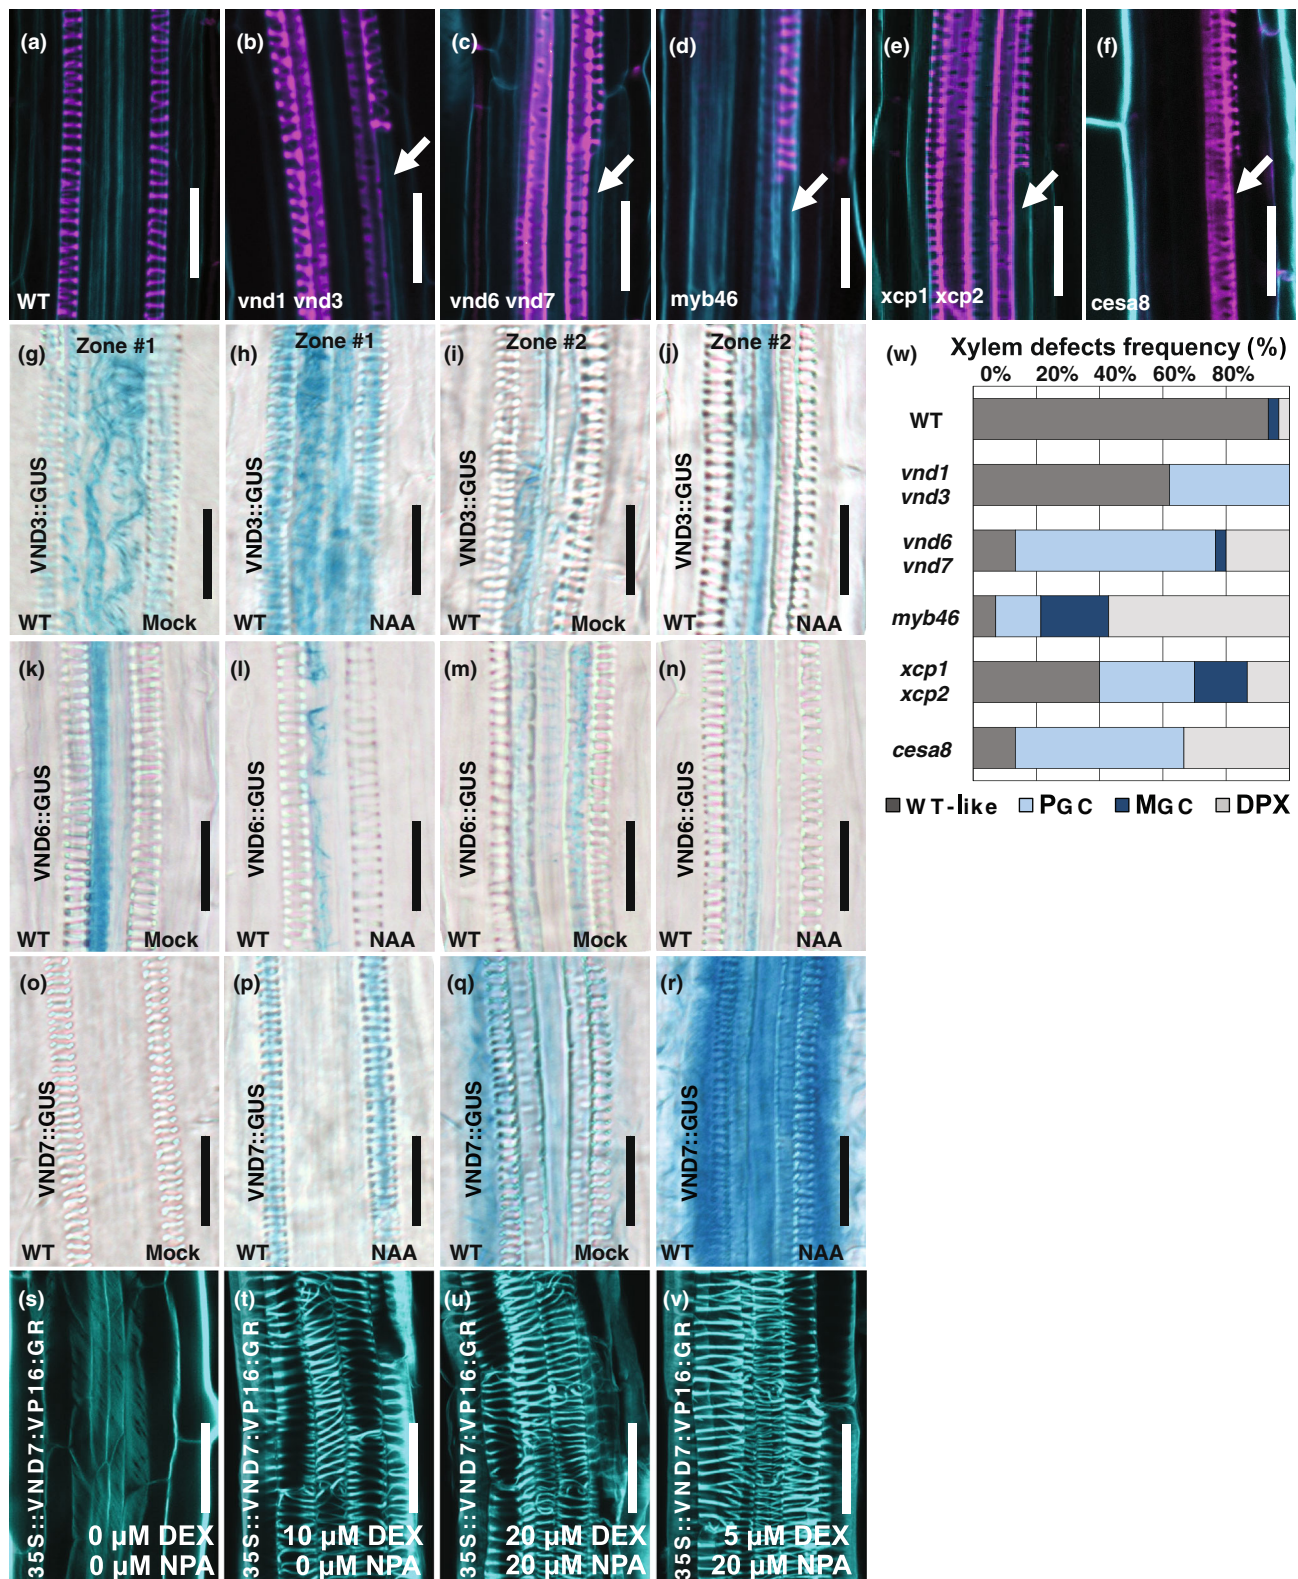 (a)
WT
(b)
vnd1 vnd3
(c)
vnd6 vnd7
(d)
myb46
(e)
xcp1 xcp2
(f)
cesa8
(g) Zone #1
VND3::GUS
WT Mock
(h) Zone #1
WT NAA
(i) Zone #2
VND3::GUS
WT Mock
(j) Zone #2
VND3::GUS
WT NAA
(k)
VND6::GUS
WT Mock
(l)
VND6::GUS
WT NAA
(m)
VND6::GUS
WT Mock
(n)
VND6::GUS
WT NAA
(o)
VND7::GUS
WT Mock
(p)
VND7::GUS
WT NAA
(q)
VND7::GUS
WT Mock
(r)
VND7::GUS
WT NAA
(s)
35S::VND7:VP16:GR
0 µM DEX
0 µM NPA
(t)
35S::VND7:VP16:GR
10 µM DEX
0 µM NPA
(u)
35S::VND7:VP16:GR
20 µM DEX
20 µM NPA
(v)
35S::VND7:VP16:GR
5 µM DEX
20 µM NPA
(w) Xylem defects frequency (%)
0% 20% 40% 60% 80%
WT
vnd1
vnd3
vnd6
vnd7
myb46
xcp1
xcp2
cesa8
WT-like PGC MGC DPX